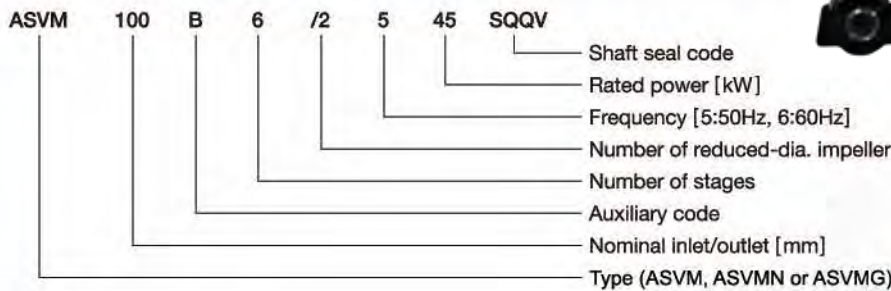 ASVM 100 B 6 /2 5 45 SQQV
Shaft seal code
Rated power [kW]
Frequency [5:50Hz, 6:60Hz]
Number of reduced-dia. impeller
Number of stages
Auxiliary code
Nominal inlet/outlet [mm]
Type (ASVM, ASVMN or ASVMG)